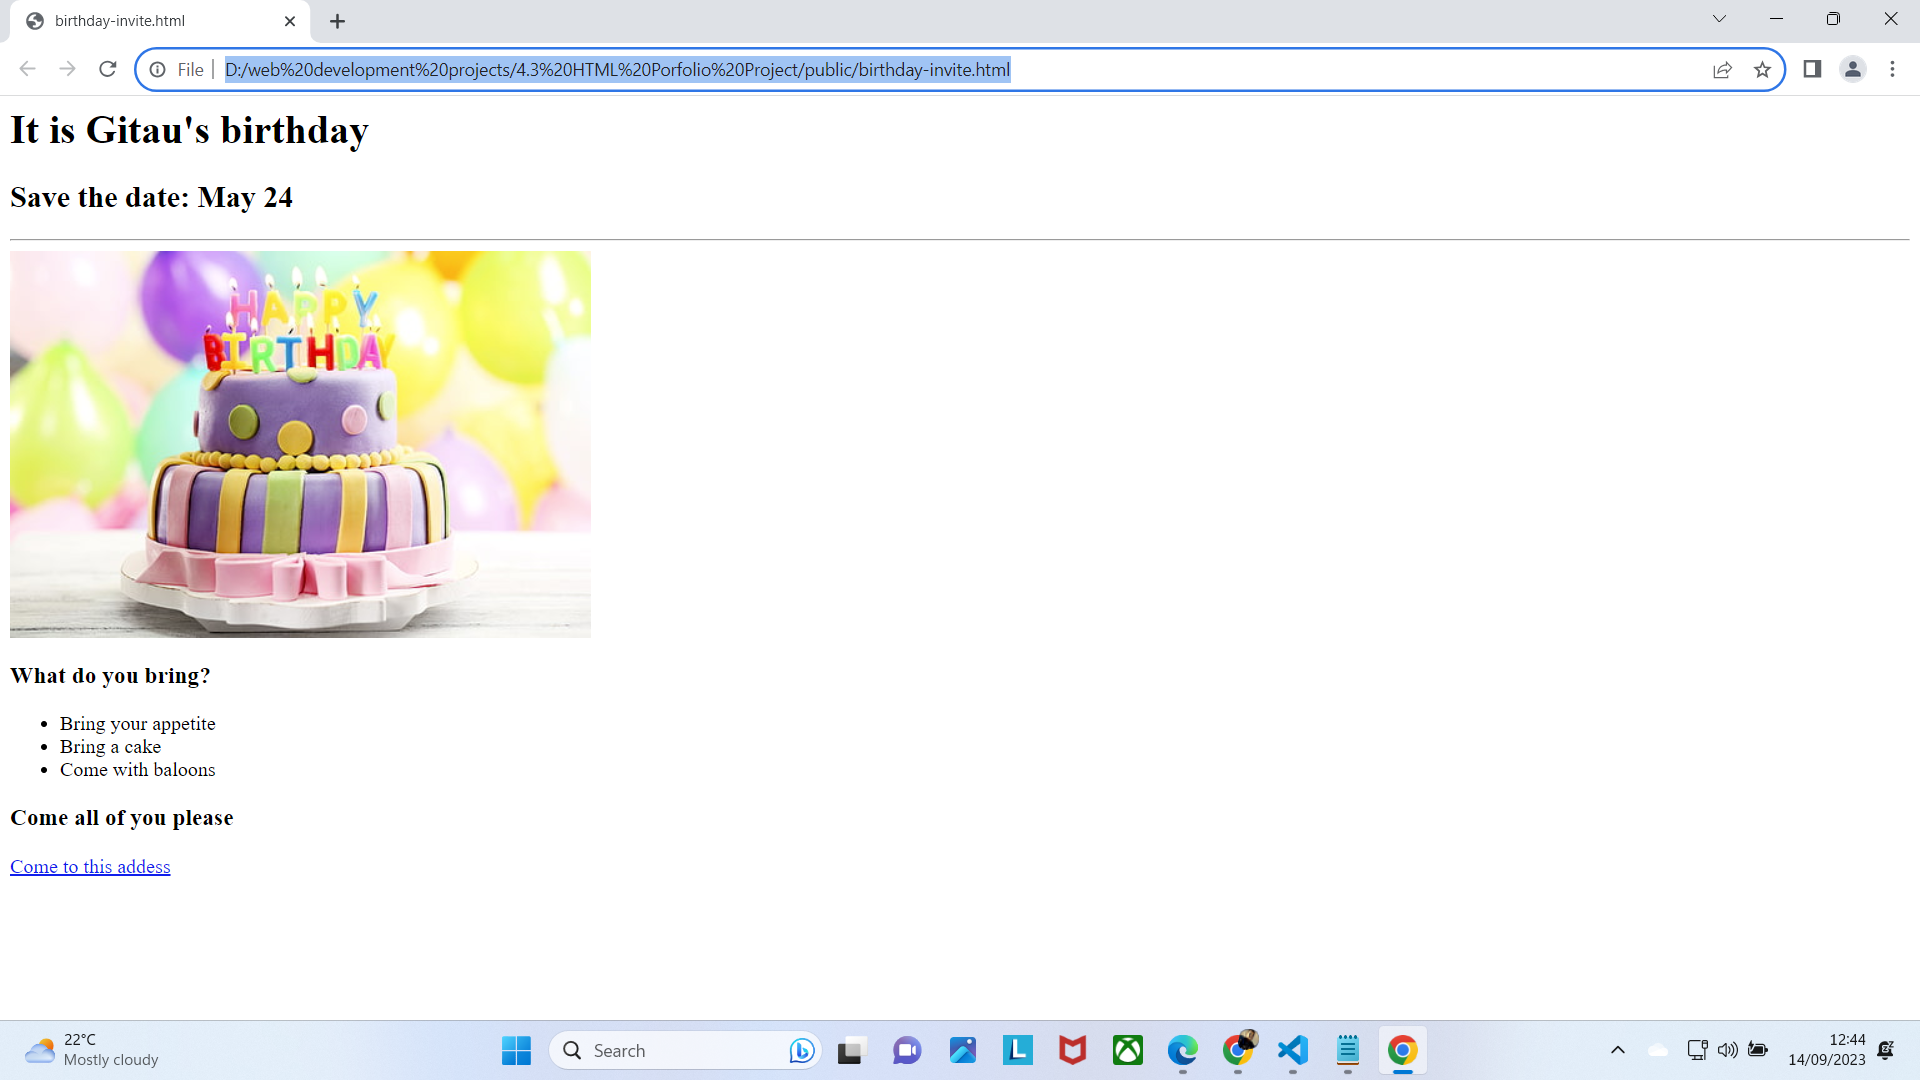 birthday-invite.html
File
D:/web%20development%20projects/4.3%20HTML%20Porfolio%20Project/public/birthday-invite.html
It is Gitau's birthday
Save the date: May 24
HAPPY
BIRTHDAY
What do you bring?
Bring your appetite
Bring a cake
Come with baloons
Come all of you please
Come to this addess
22°C
Mostly cloudy
Search
L
12:44
14/09/2023